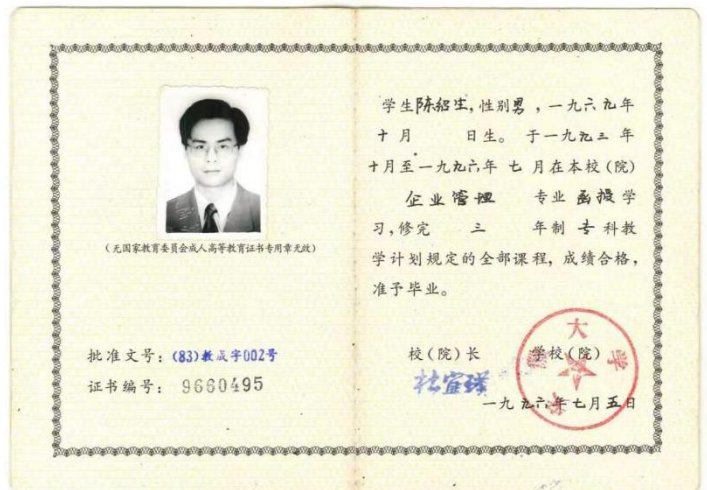 (无国家教育委员会成人高等教育证书专用章无效)
批准文号：(83)教成字002号
证书编号：9660495
学生陈绍生，性别男，一九六九年
十月 日生。于一九九三年
十月至一九九六年七月在本校(院)
企业管理 专业函授学
习，修完 三 年制专科教
学计划规定的全部课程，成绩合格，
准予毕业。
校(院)长 学校(院)
杜宜瑾
一九九六年七月五日
大学